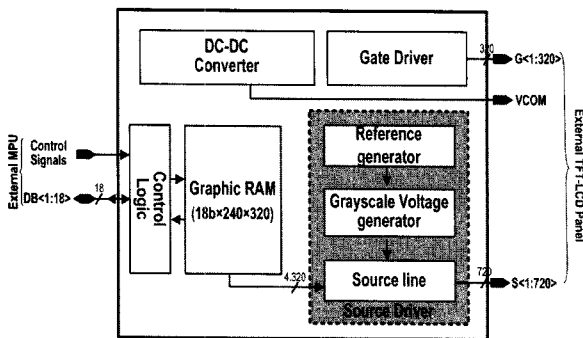 DC-DC
Converter
Gate Driver
320
G<1:320>
VCOM
External MPU
Control
Signals
DB<1:18>
18
Control
Logic
Graphic RAM
(18b×240×320)
Reference
generator
Grayscale Voltage
generator
Source line
Source Driver
4,320
720
S<1:720>
External TFT-LCD Panel